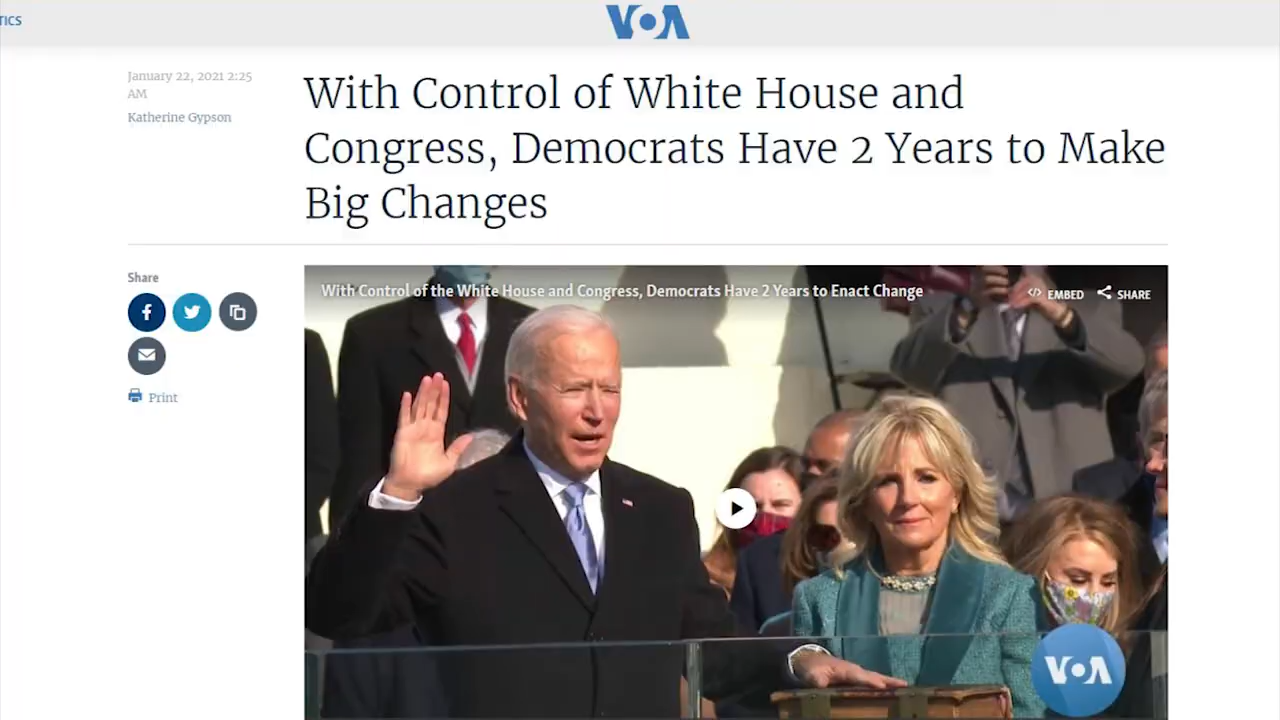 TICS
VOA
January 22, 2021 2:25
AM
Katherine Gypson
With Control of White House and
Congress, Democrats Have 2 Years to Make
Big Changes
Share
Print
With Control of the White House and Congress, Democrats Have 2 Years to Enact Change
EMBED
SHARE
VOA